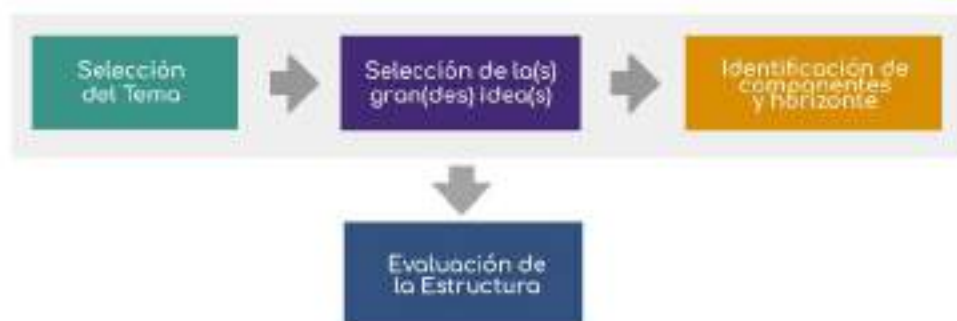 Selección
del Tema
Selección de la(s)
gran(des) idea(s)
Identificación de
componentes
y horizonte
Evaluación de
la Estructura